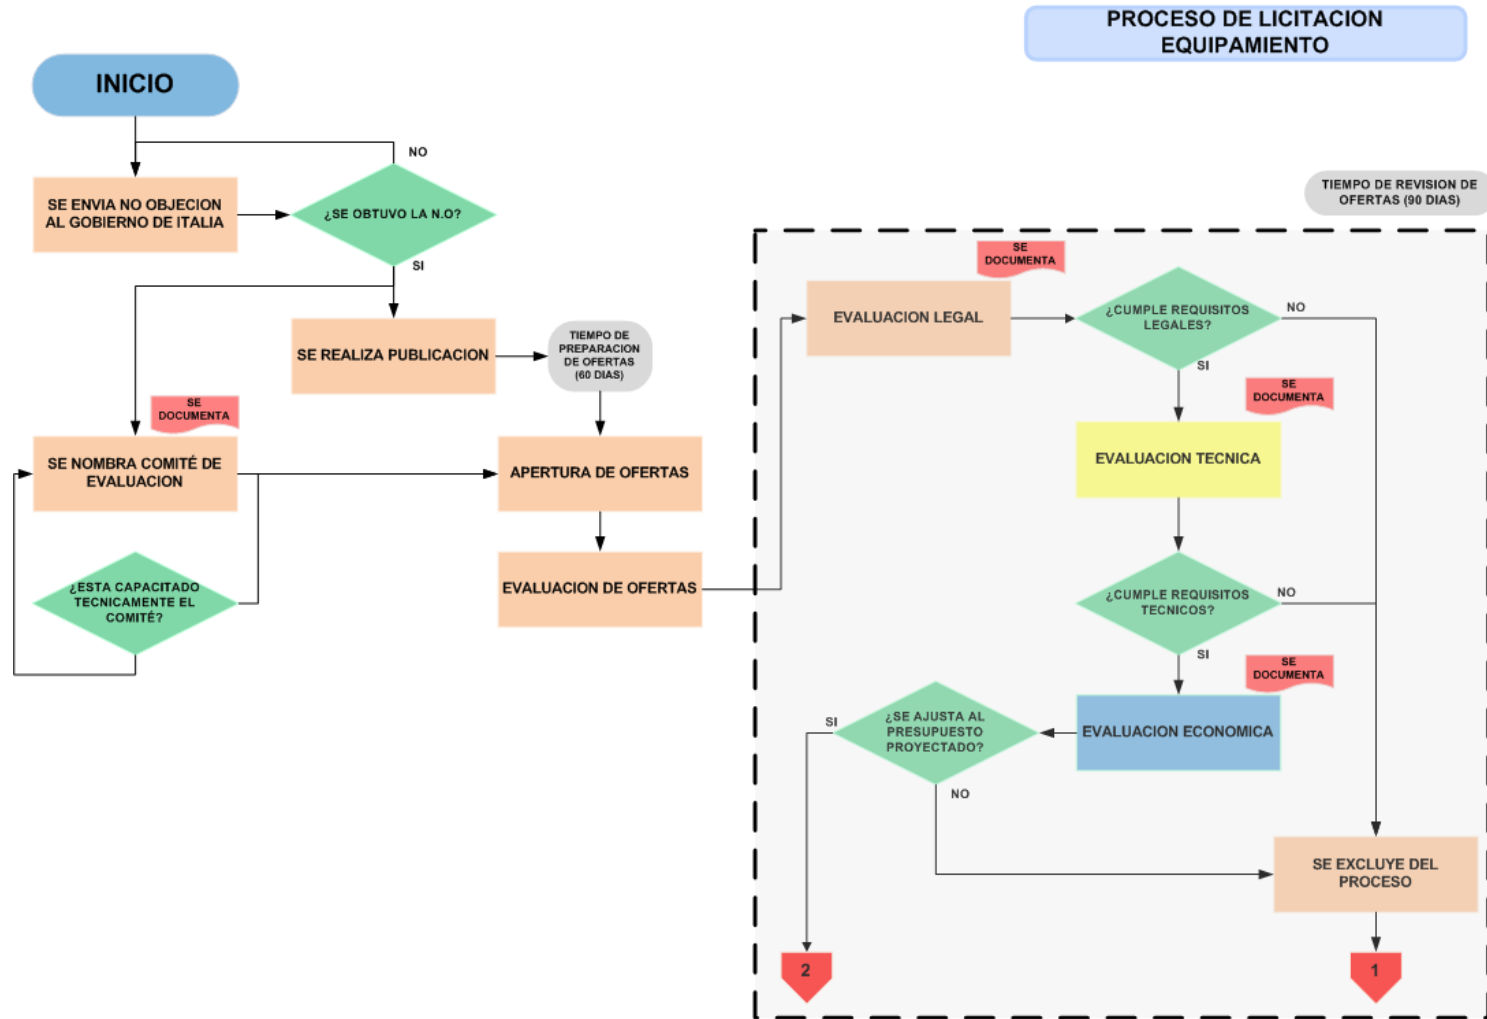 PROCESO DE LICITACION
EQUIPAMIENTO
INICIO
NO
SE ENVIA NO OBJECION
AL GOBIERNO DE ITALIA
¿SE OBTUVO LA N.O?
SI
SE REALIZA PUBLICACION
TIEMPO DE
PREPARACION
DE OFERTAS
(60 DIAS)
SE
DOCUMENTA
SE NOMBRA COMITÉ DE
EVALUACION
APERTURA DE OFERTAS
¿ESTA CAPACITADO
TECNICAMENTE EL
COMITÉ?
EVALUACION DE OFERTAS
TIEMPO DE REVISION DE
OFERTAS (90 DIAS)
SE
DOCUMENTA
EVALUACION LEGAL
¿CUMPLE REQUISITOS
LEGALES?
NO
SI
SE
DOCUMENTA
EVALUACION TECNICA
¿CUMPLE REQUISITOS
TECNICOS?
NO
SI
SE
DOCUMENTA
EVALUACION ECONOMICA
¿SE AJUSTA AL
PRESUPUESTO
PROYECTADO?
SI
NO
SE EXCLUYE DEL
PROCESO
2
1